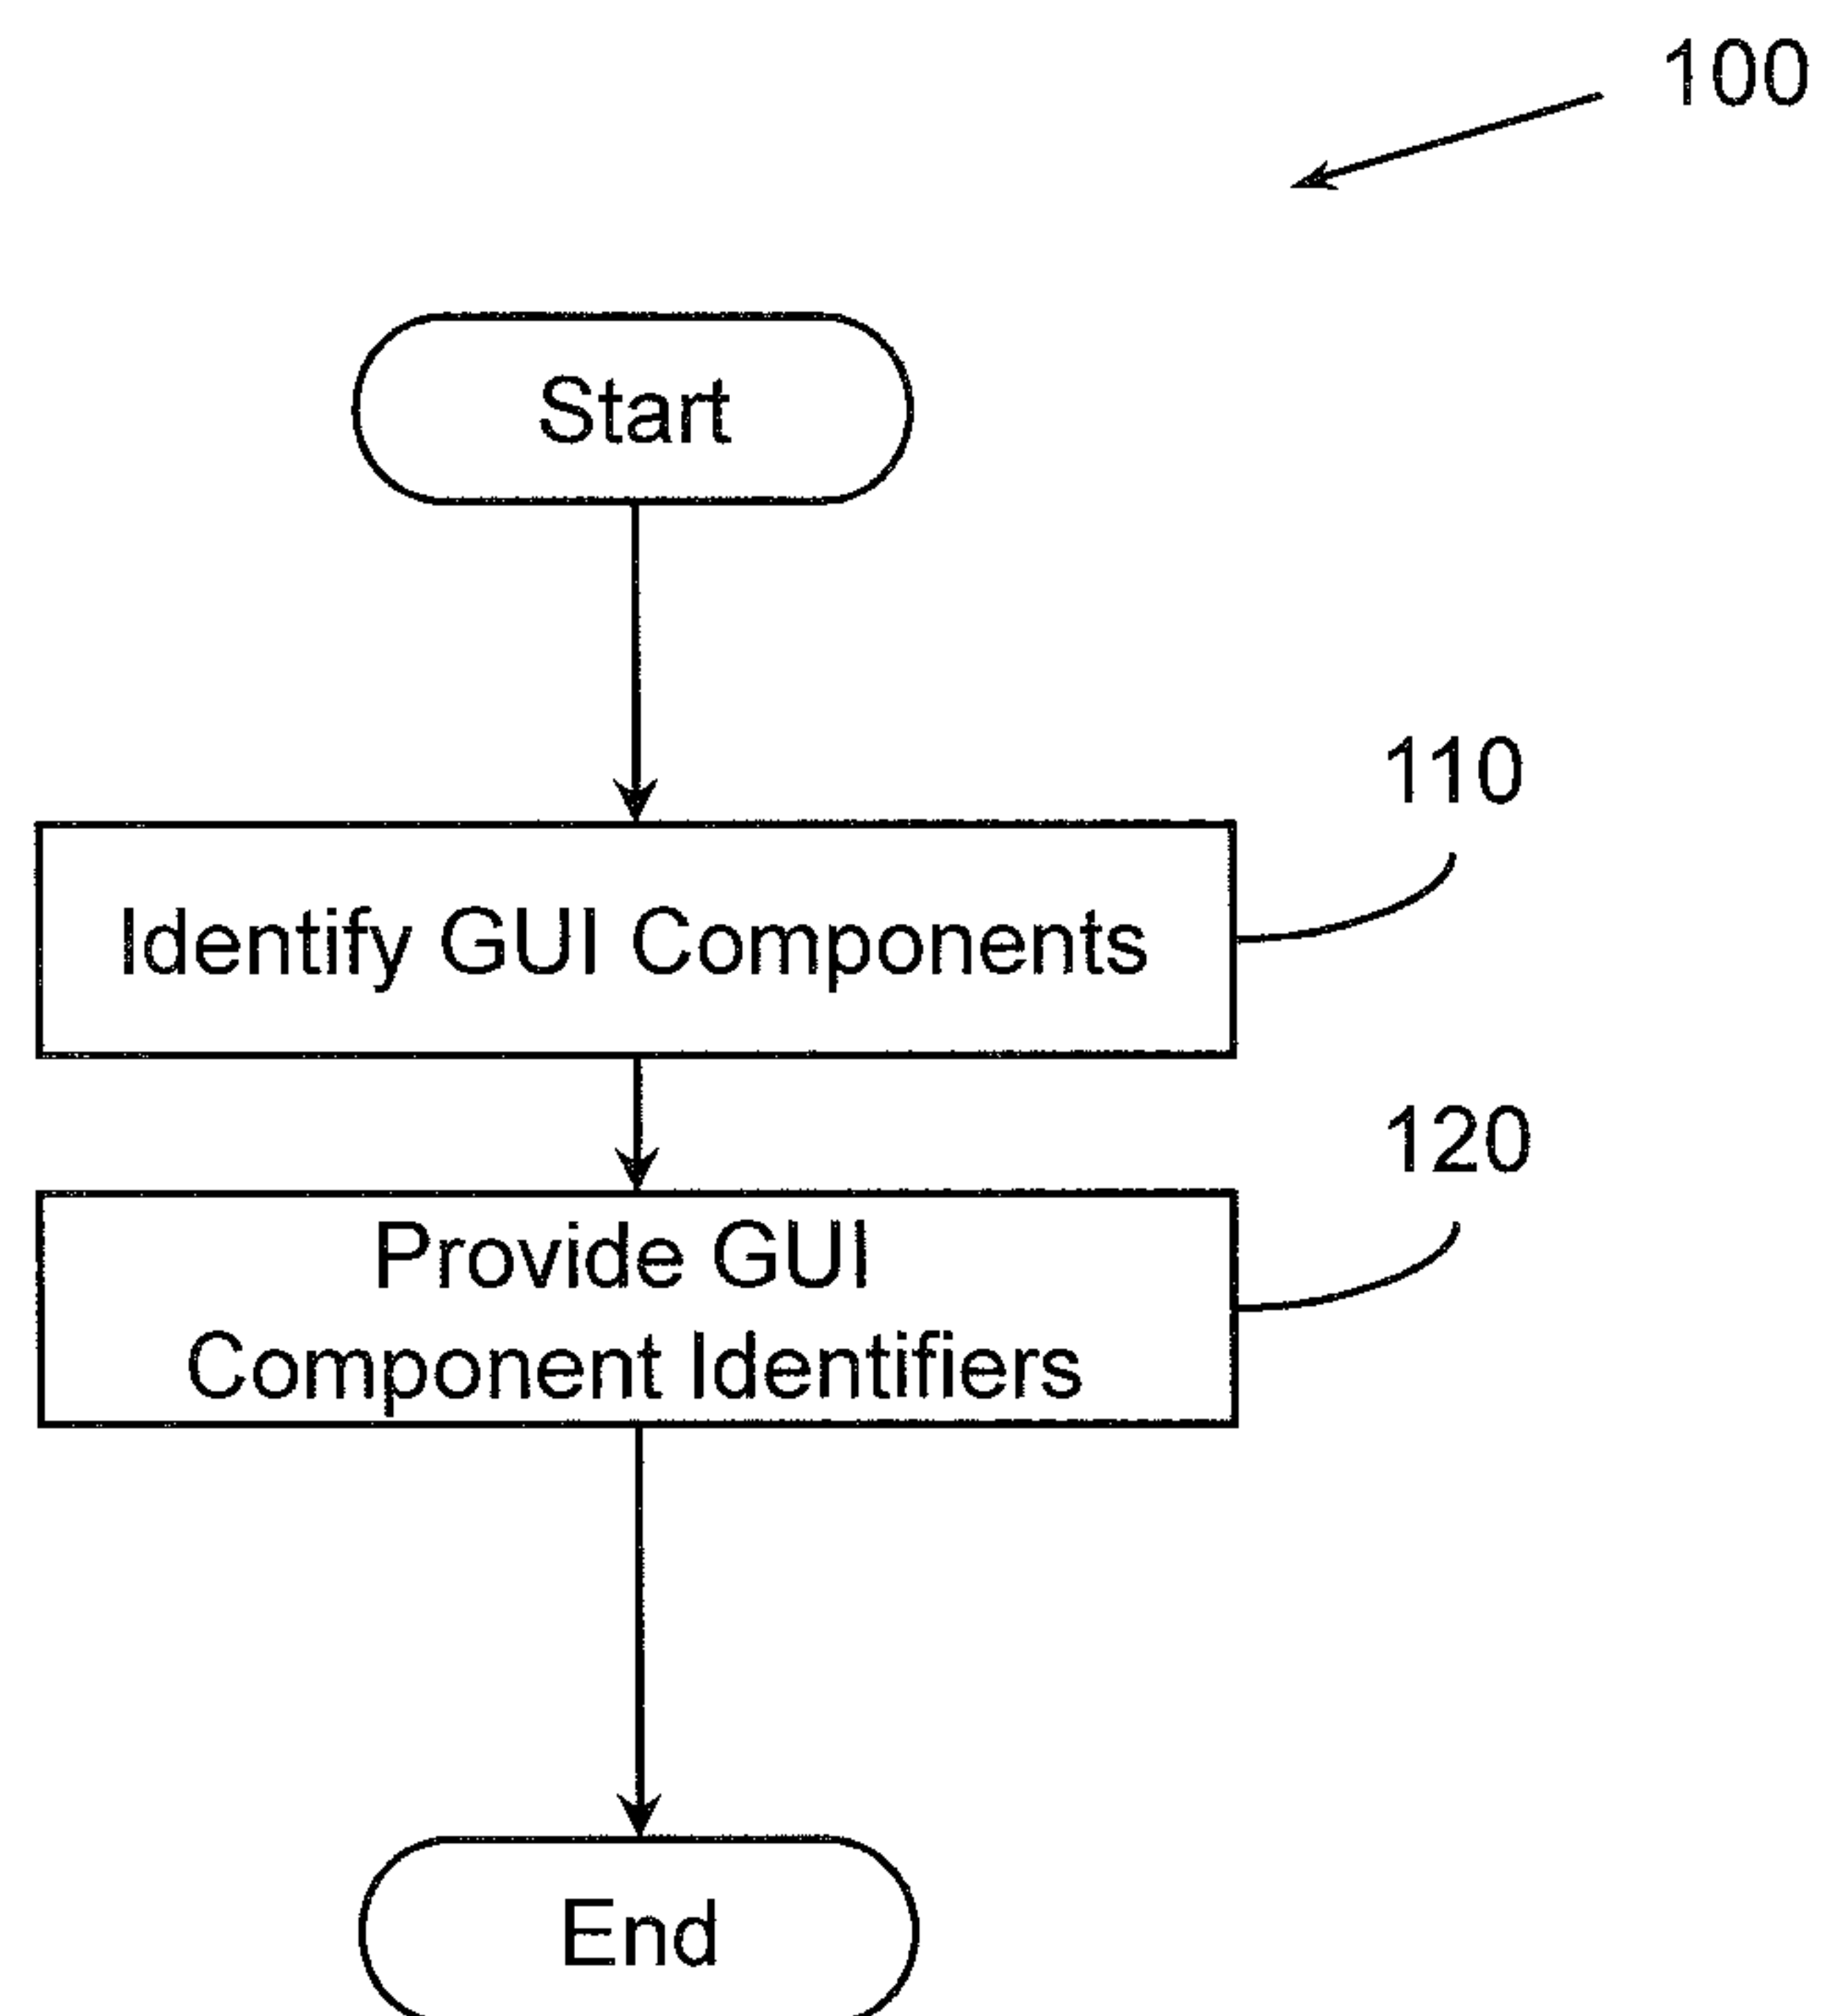 100
Start
110
Identify GUI Components
120
Provide GUI
Component Identifiers
End